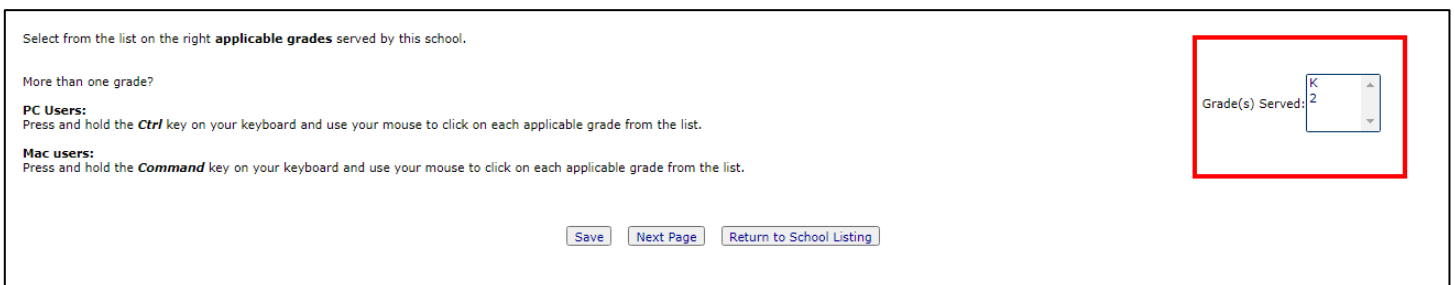 Select from the list on the right applicable grades served by this school.
More than one grade?
PC Users:
Press and hold the Ctrl key on your keyboard and use your mouse to click on each applicable grade from the list.
Mac users:
Press and hold the Command key on your keyboard and use your mouse to click on each applicable grade from the list.
Grade(s) Served:
K
2
Save Next Page Return to School Listing